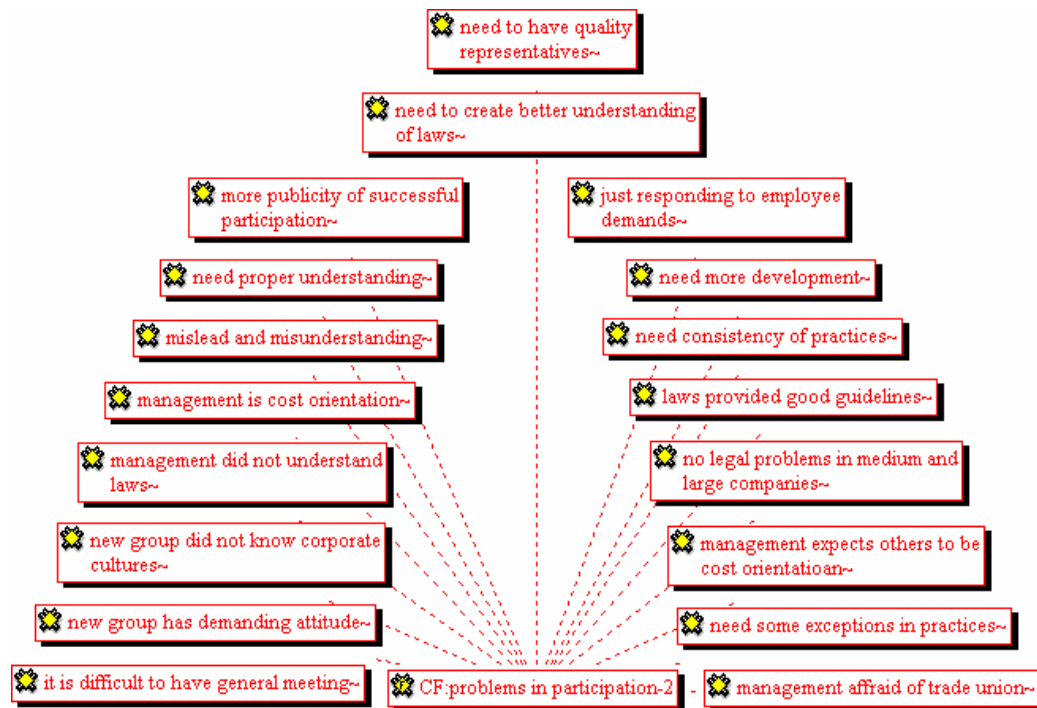 need to have quality
representatives~
need to create better understanding
of laws~
more publicity of successful
participation~
just responding to employee
demands~
need proper understanding~
need more development~
mislead and misunderstanding~
need consistency of practices~
management is cost orientation~
laws provided good guidelines~
management did not understand
laws~
no legal problems in medium and
large companies~
new group did not know corporate
cultures~
management expects others to be
cost orientatioan~
new group has demanding attitude~
need some exceptions in practices~
it is difficult to have general meeting~
F CF:problems in participation-2
management affraid of trade union~